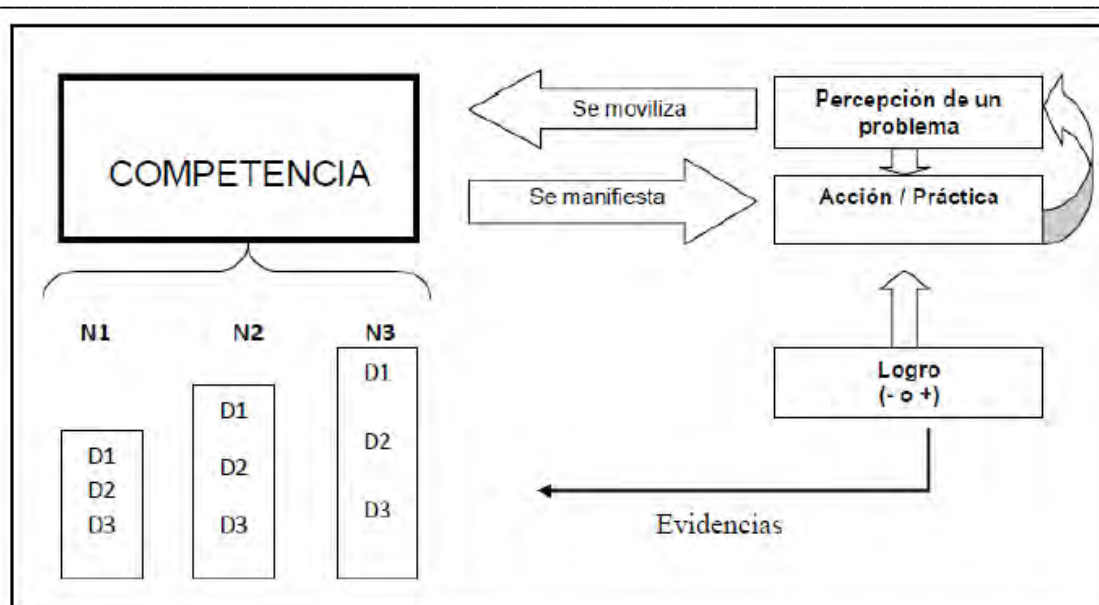 COMPETENCIA
Se moviliza
Se manifiesta
Percepción de un
problema
Acción / Práctica
Logro
(- o +)
Evidencias
N1
D1
D2
D3
N2
D1
D2
D3
N3
D1
D2
D3